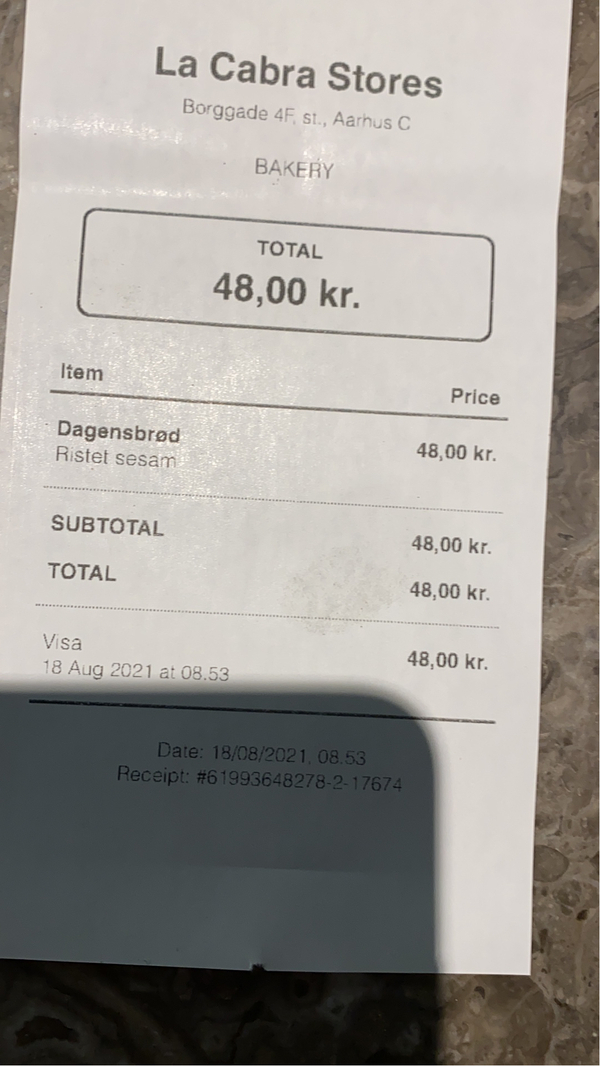 La Cabra Stores
Borggade 4F, st., Aarhus C
BAKERY
TOTAL
48,00 kr.
Item Price
Dagensbrød 48,00 kr.
Ristet sesam
SUBTOTAL 48,00 kr.
TOTAL 48,00 kr.
Visa 48,00 kr.
18 Aug 2021 at 08.53
Date: 18/08/2021, 08.53
Receipt: #61993648278-2-17674